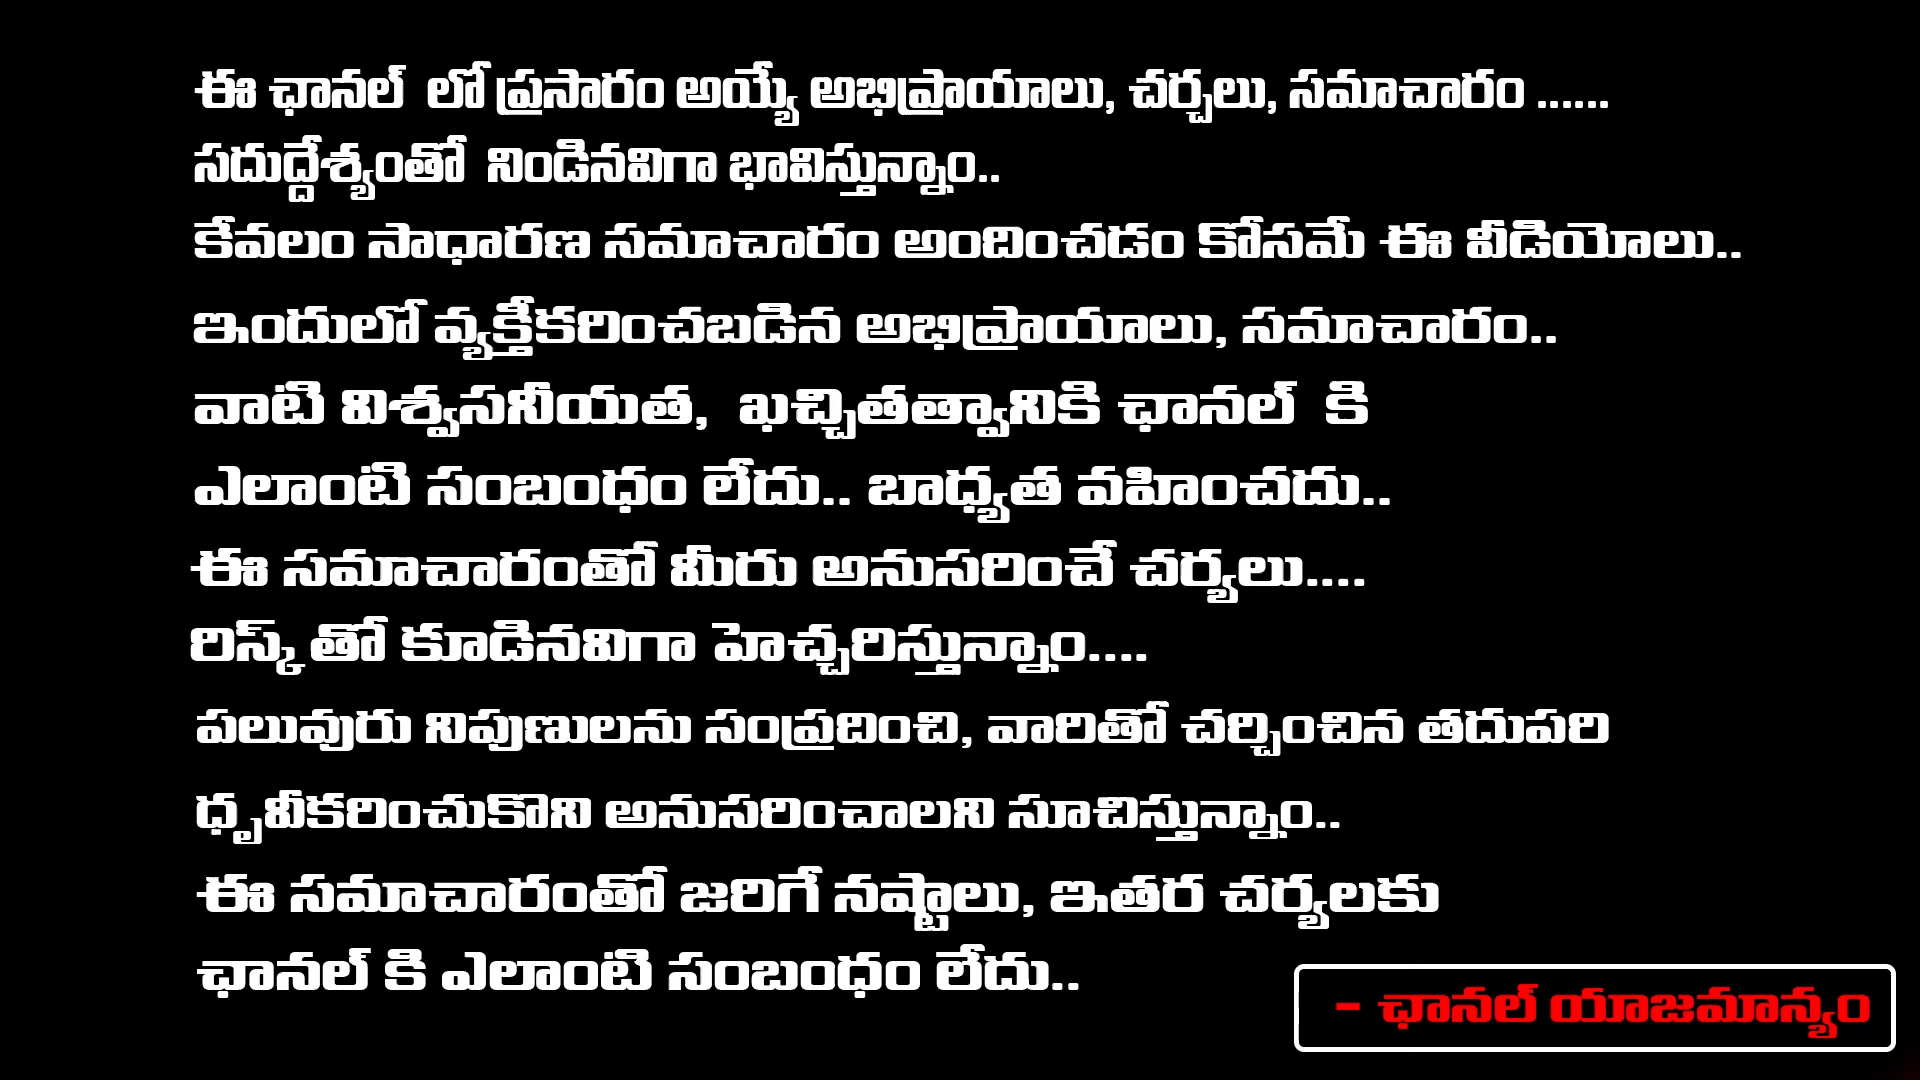 ఈ ఛానల్ లో ప్రసారం అయ్యే అభిప్రాయాలు, చర్చలు, సమాచారం ......
సదుద్దేశ్యంతో నిండినవిగా భావిస్తున్నాం..
కేవలం సాధారణ సమాచారం అందించడం కోసమే ఈ వీడియోలు..
ఇందులో వ్యక్తీకరించబడిన అభిప్రాయాలు, సమాచారం..
వాటి విశ్వసనీయత, ఖచ్చితత్వానికి ఛానల్ కి
ఎలాంటి సంబంధం లేదు.. బాధ్యత వహించదు..
ఈ సమాచారంతో మీరు అనుసరించే చర్యలు....
రిస్క్ తో కూడినవిగా హెచ్చరిస్తున్నాం....
పలువురు నిపుణులను సంప్రదించి, వారితో చర్చించిన తదుపరి
ధృవీకరించుకొని అనుసరించాలని సూచిస్తున్నాం..
ఈ సమాచారంతో జరిగే నష్టాలు, ఇతర చర్యలకు
ఛానల్ కి ఎలాంటి సంబంధం లేదు..
- ఛానల్ యాజమాన్యం